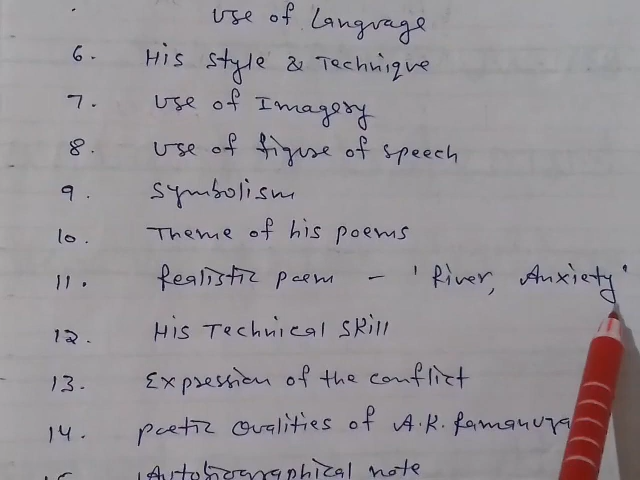 Use of Language
6. His Style & Technique
7. Use of Imagery
8. Use of figure of speech
9. Symbolism
10. Theme of his poems
11. Realistic poem - 'River, Anxiety'
12. His Technical Skill
13. Expression of the conflict
14. Poetic Qualities of A.K. Ramanuja
15. Autobiographical note